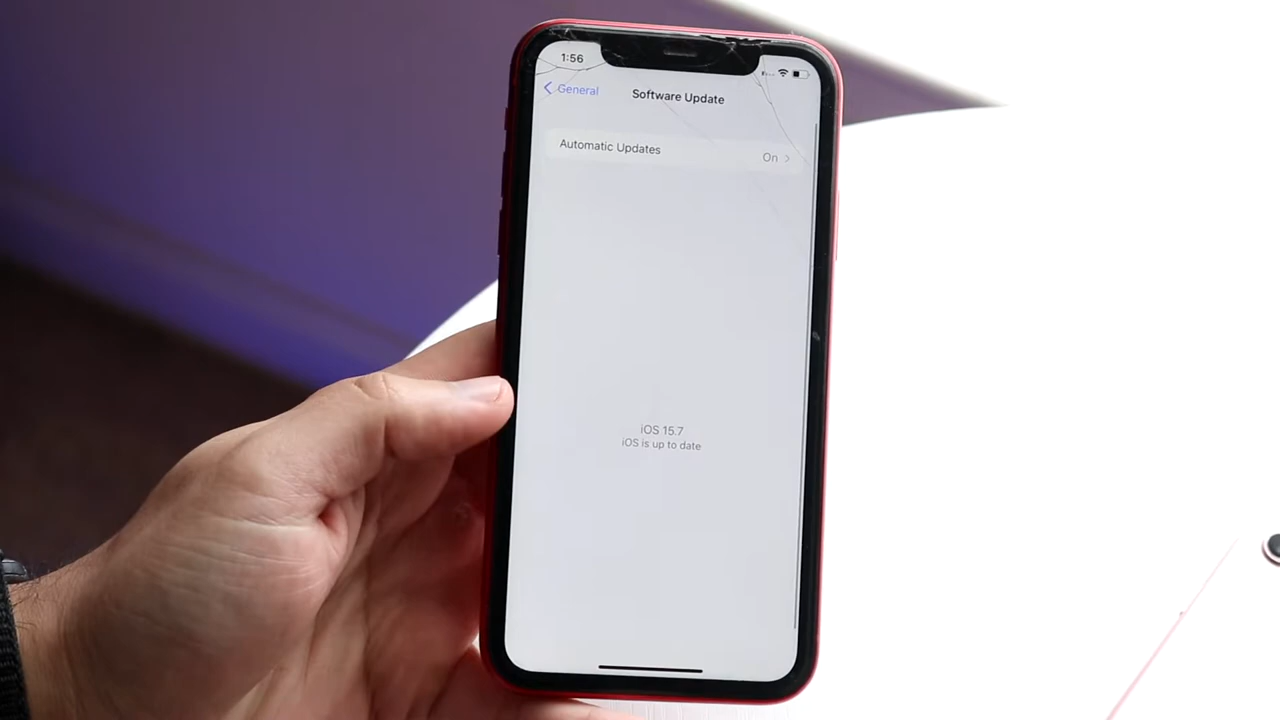 1:56
General
Software Update
Automatic Updates
On
iOS 15.7
iOS is up to date